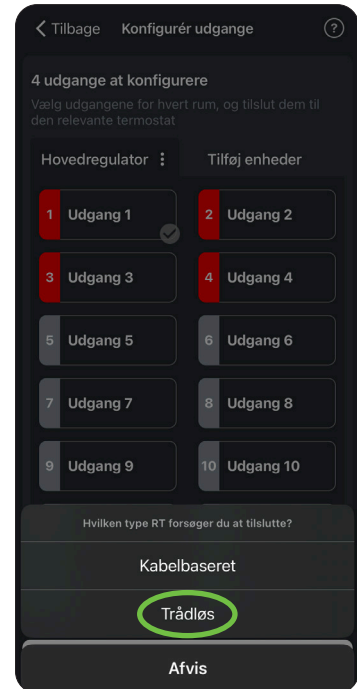 Tilbage Konfigurér udgange ?
4 udgange at konfigurere
Vælg udgangene for hvert rum, og tilslut dem til
den relevante termostat
Hovedregulator Tilføj enheder
1 Udgang 1 2 Udgang 2
3 Udgang 3 4 Udgang 4
5 Udgang 5 6 Udgang 6
7 Udgang 7 8 Udgang 8
9 Udgang 9 10 Udgang 10
Hvilken type RT forsøger du at tilslutte?
Kabelbaseret
Trådløs
Afvis